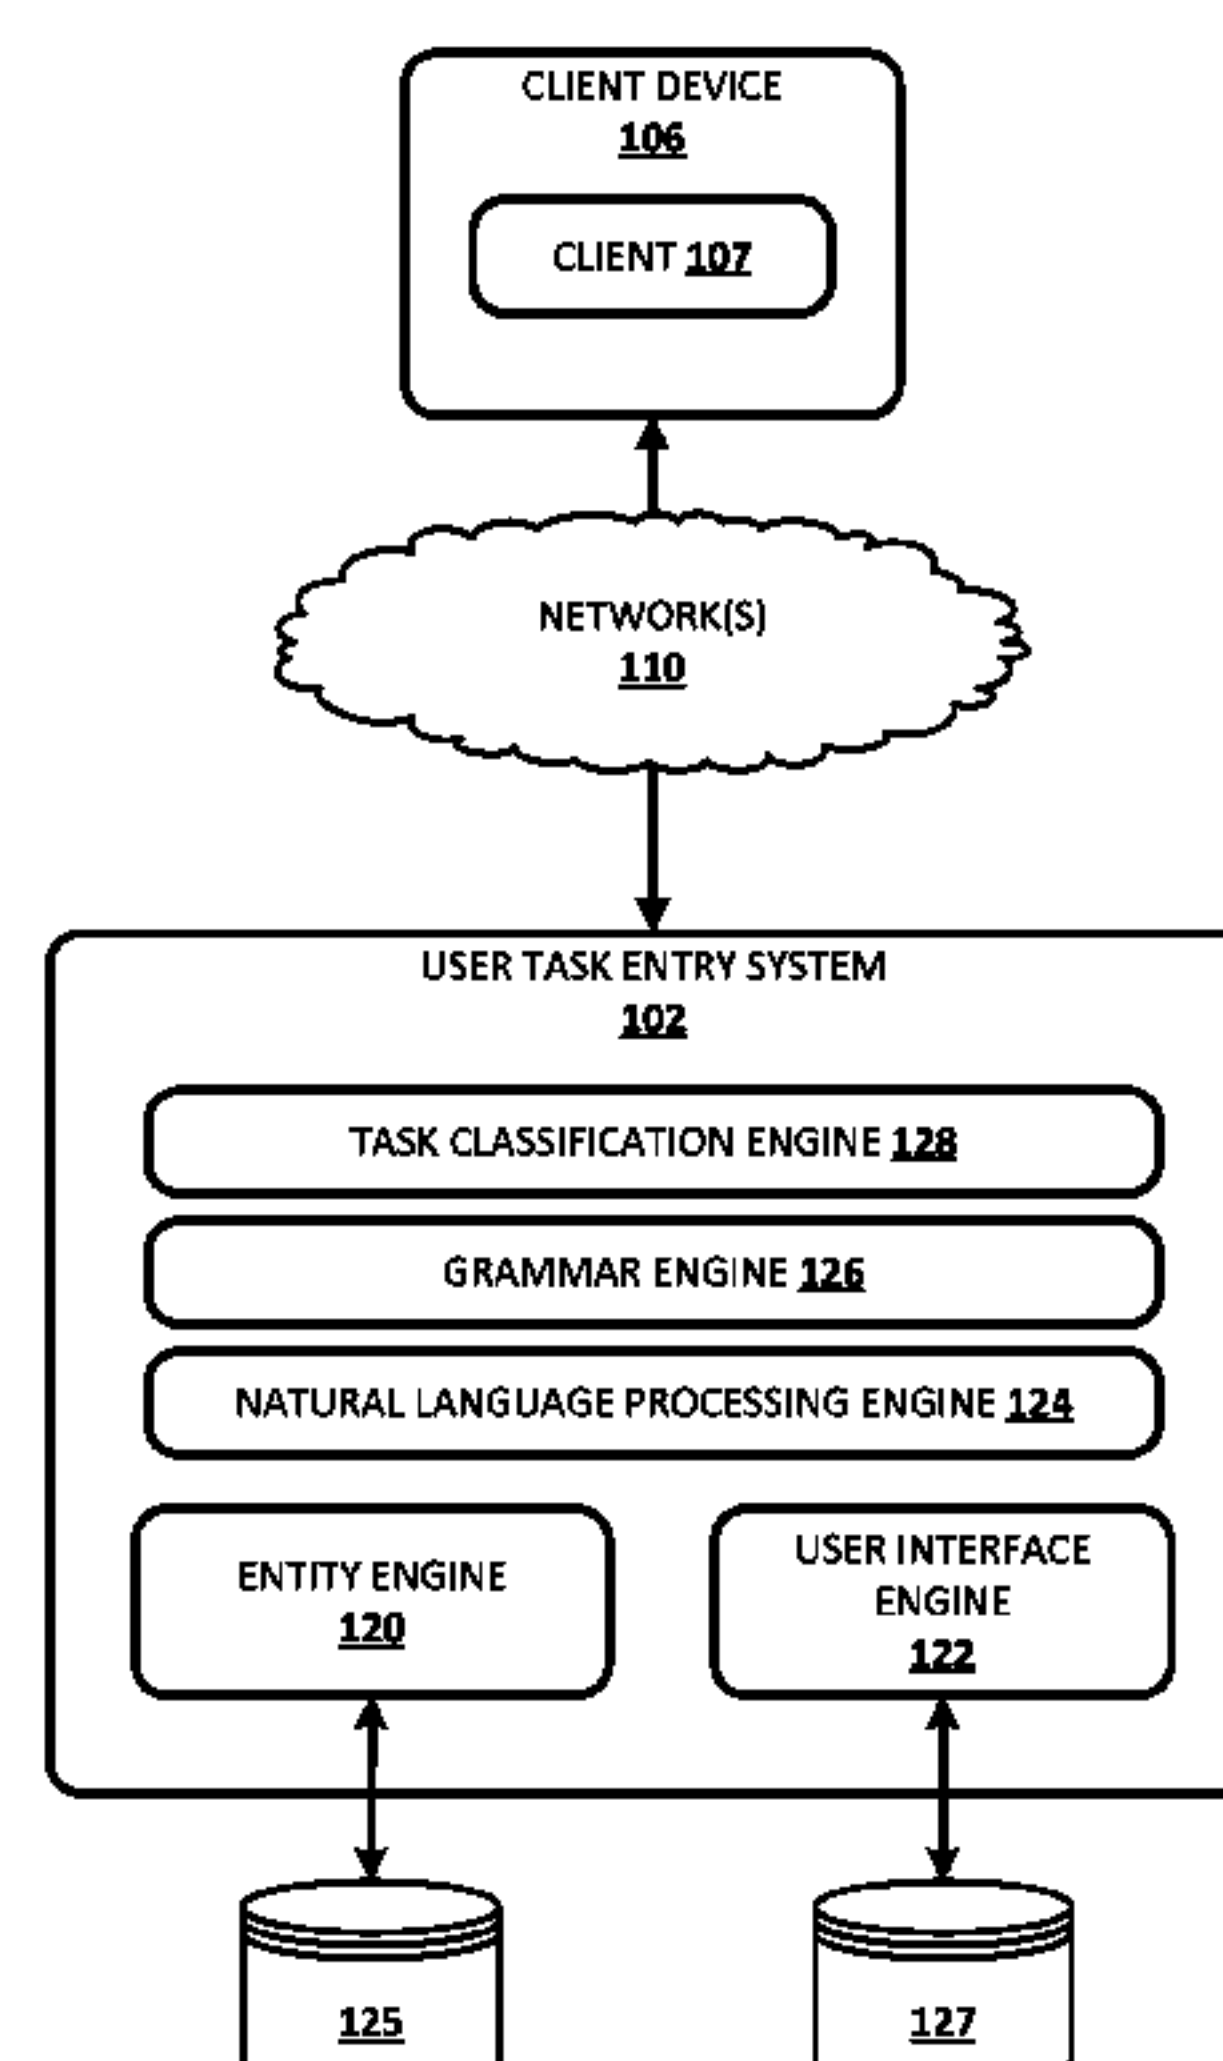 CLIENT DEVICE
106
CLIENT 107
NETWORK(S)
110
USER TASK ENTRY SYSTEM
102
TASK CLASSIFICATION ENGINE 128
GRAMMAR ENGINE 126
NATURAL LANGUAGE PROCESSING ENGINE 124
ENTITY ENGINE
120
USER INTERFACE
ENGINE
122
125
127